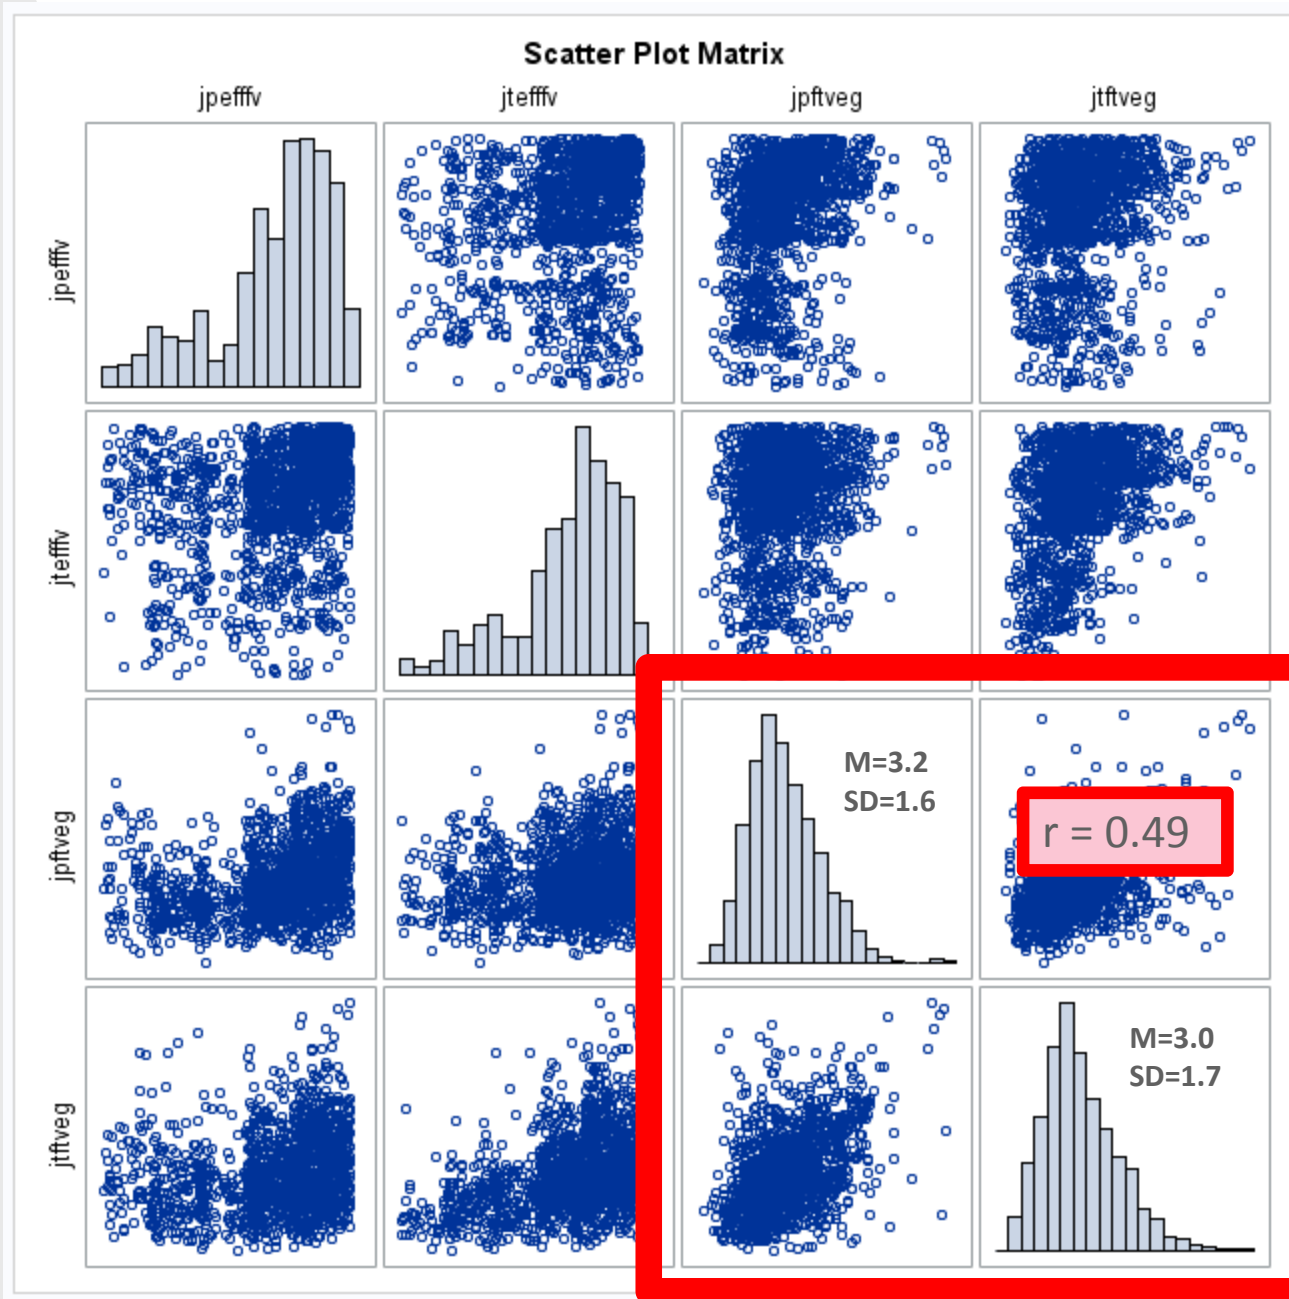 Scatter Plot Matrix
jpefffv jtefffv jpftveg jtftveg
jpefffv
jtefffv
jpftveg
M=3.2
SD=1.6
r = 0.49
jtftveg
M=3.0
SD=1.7